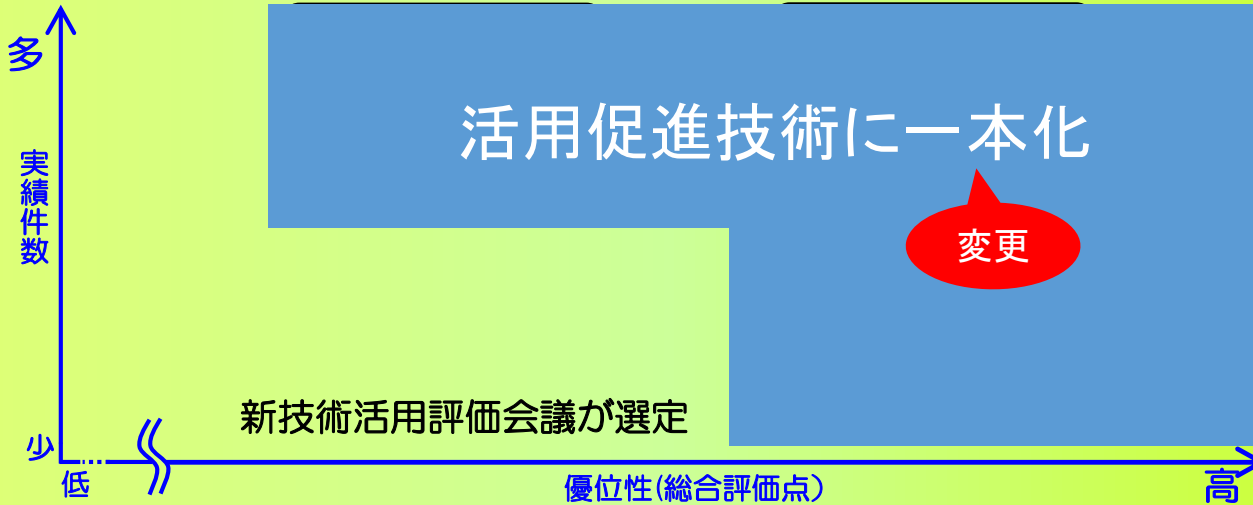 多
活用促進技術に一本化
実績件数
変更
新技術活用評価会議が選定
少
低
優位性(総合評価点)
高